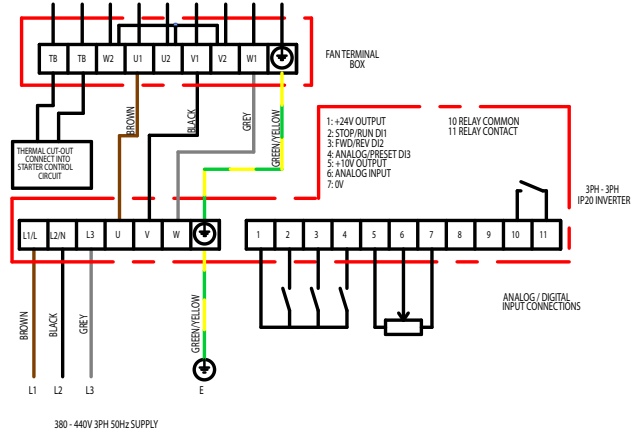 TB TB W2 U1 U2 V1 V2 W1
FAN TERMINAL
BOX
BROWN
BLACK
GREY
GREEN/YELLOW
THERMAL CUT-OUT
CONNECT INTO
STARTER CONTROL
CIRCUIT
1: +24V OUTPUT
2: STOP/RUN DI1
3: FWD/REV DI2
4: ANALOG/PRESET DI3
5: +10V OUTPUT
6: ANALOG INPUT
7: 0V
10 RELAY COMMON
11 RELAY CONTACT
3PH - 3PH
IP20 INVERTER
L1/L L2/N L3 U V W
1 2 3 4 5 6 7 8 9 10 11
BROWN
BLACK
GREY
GREEN/YELLOW
ANALOG / DIGITAL
INPUT CONNECTIONS
L1 L2 L3 E
380 - 440V 3PH 50Hz SUPPLY